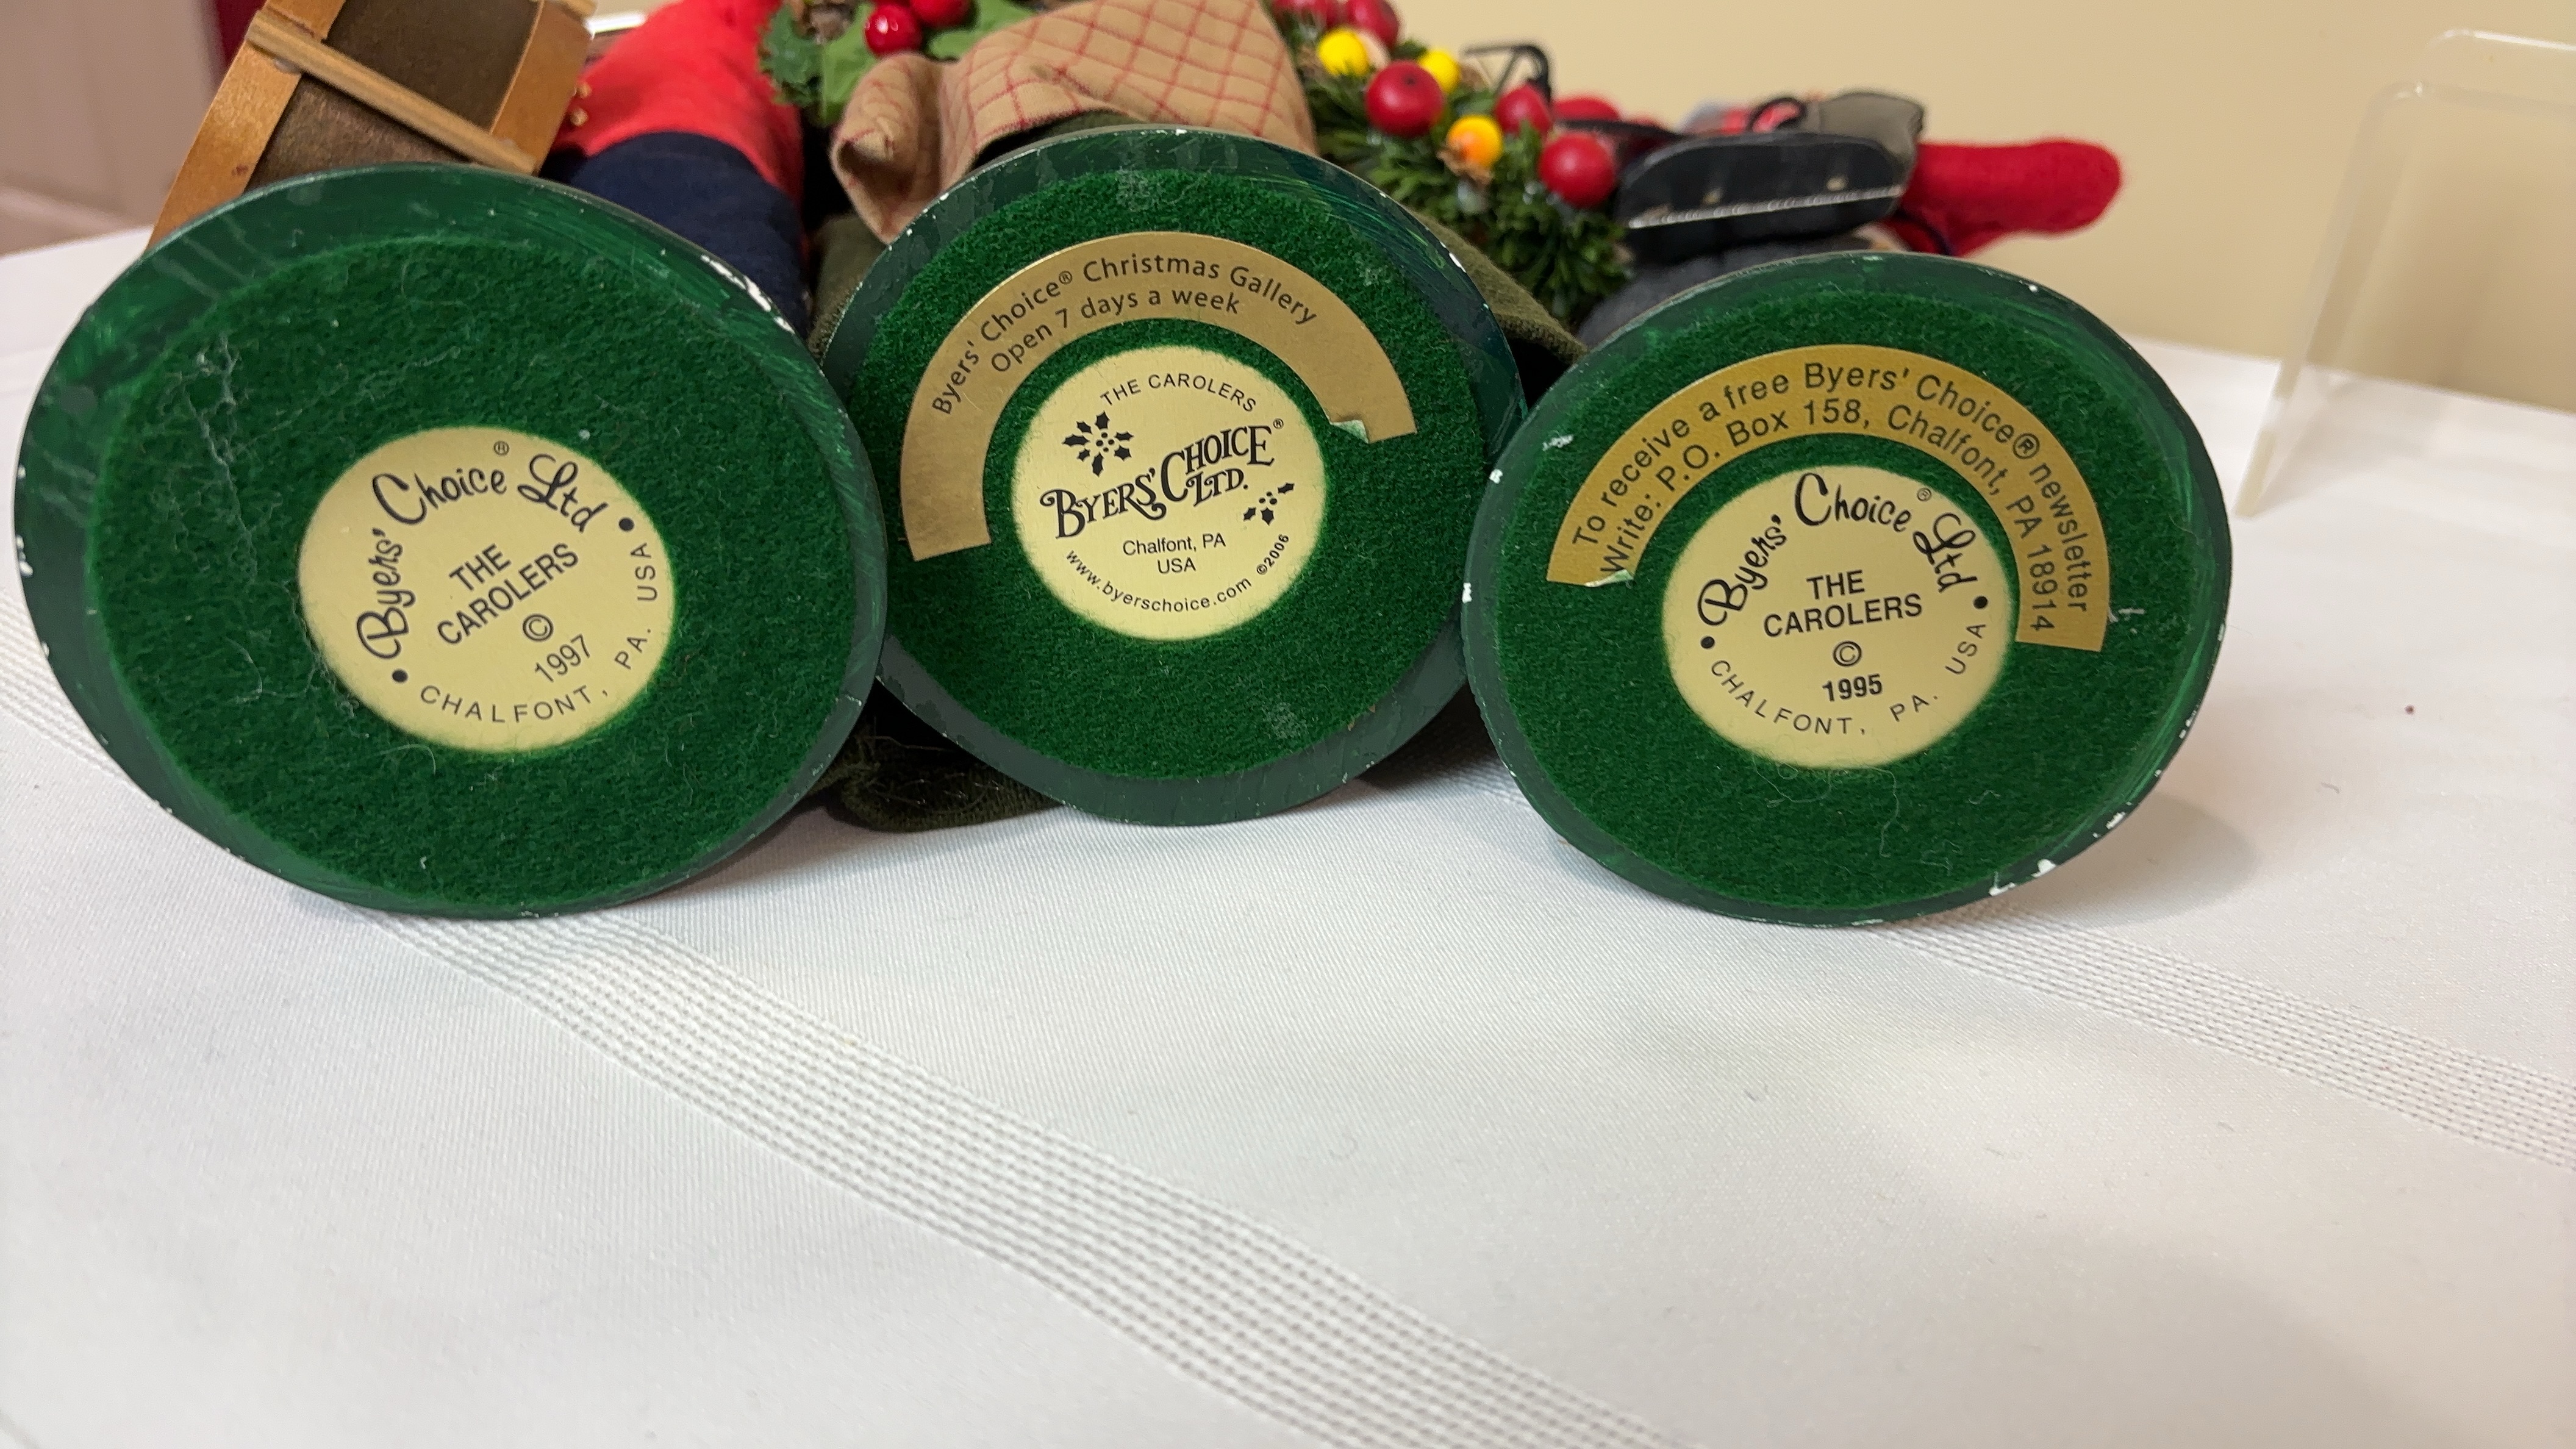 Byers' Choice® Ltd
THE
CAROLERS
©
1997
• CHALFONT, PA. USA •
Byers' Choice® Christmas Gallery
Open 7 days a week
THE CAROLERS
BYERS' CHOICE®
LTD.
Chalfont, PA
USA
www.byerschoice.com ©2006
To receive a free Byers' Choice® newsletter
Write: P.O. Box 158, Chalfont, PA 18914
Byers' Choice® Ltd
THE
CAROLERS
©
1995
• CHALFONT, PA. USA •